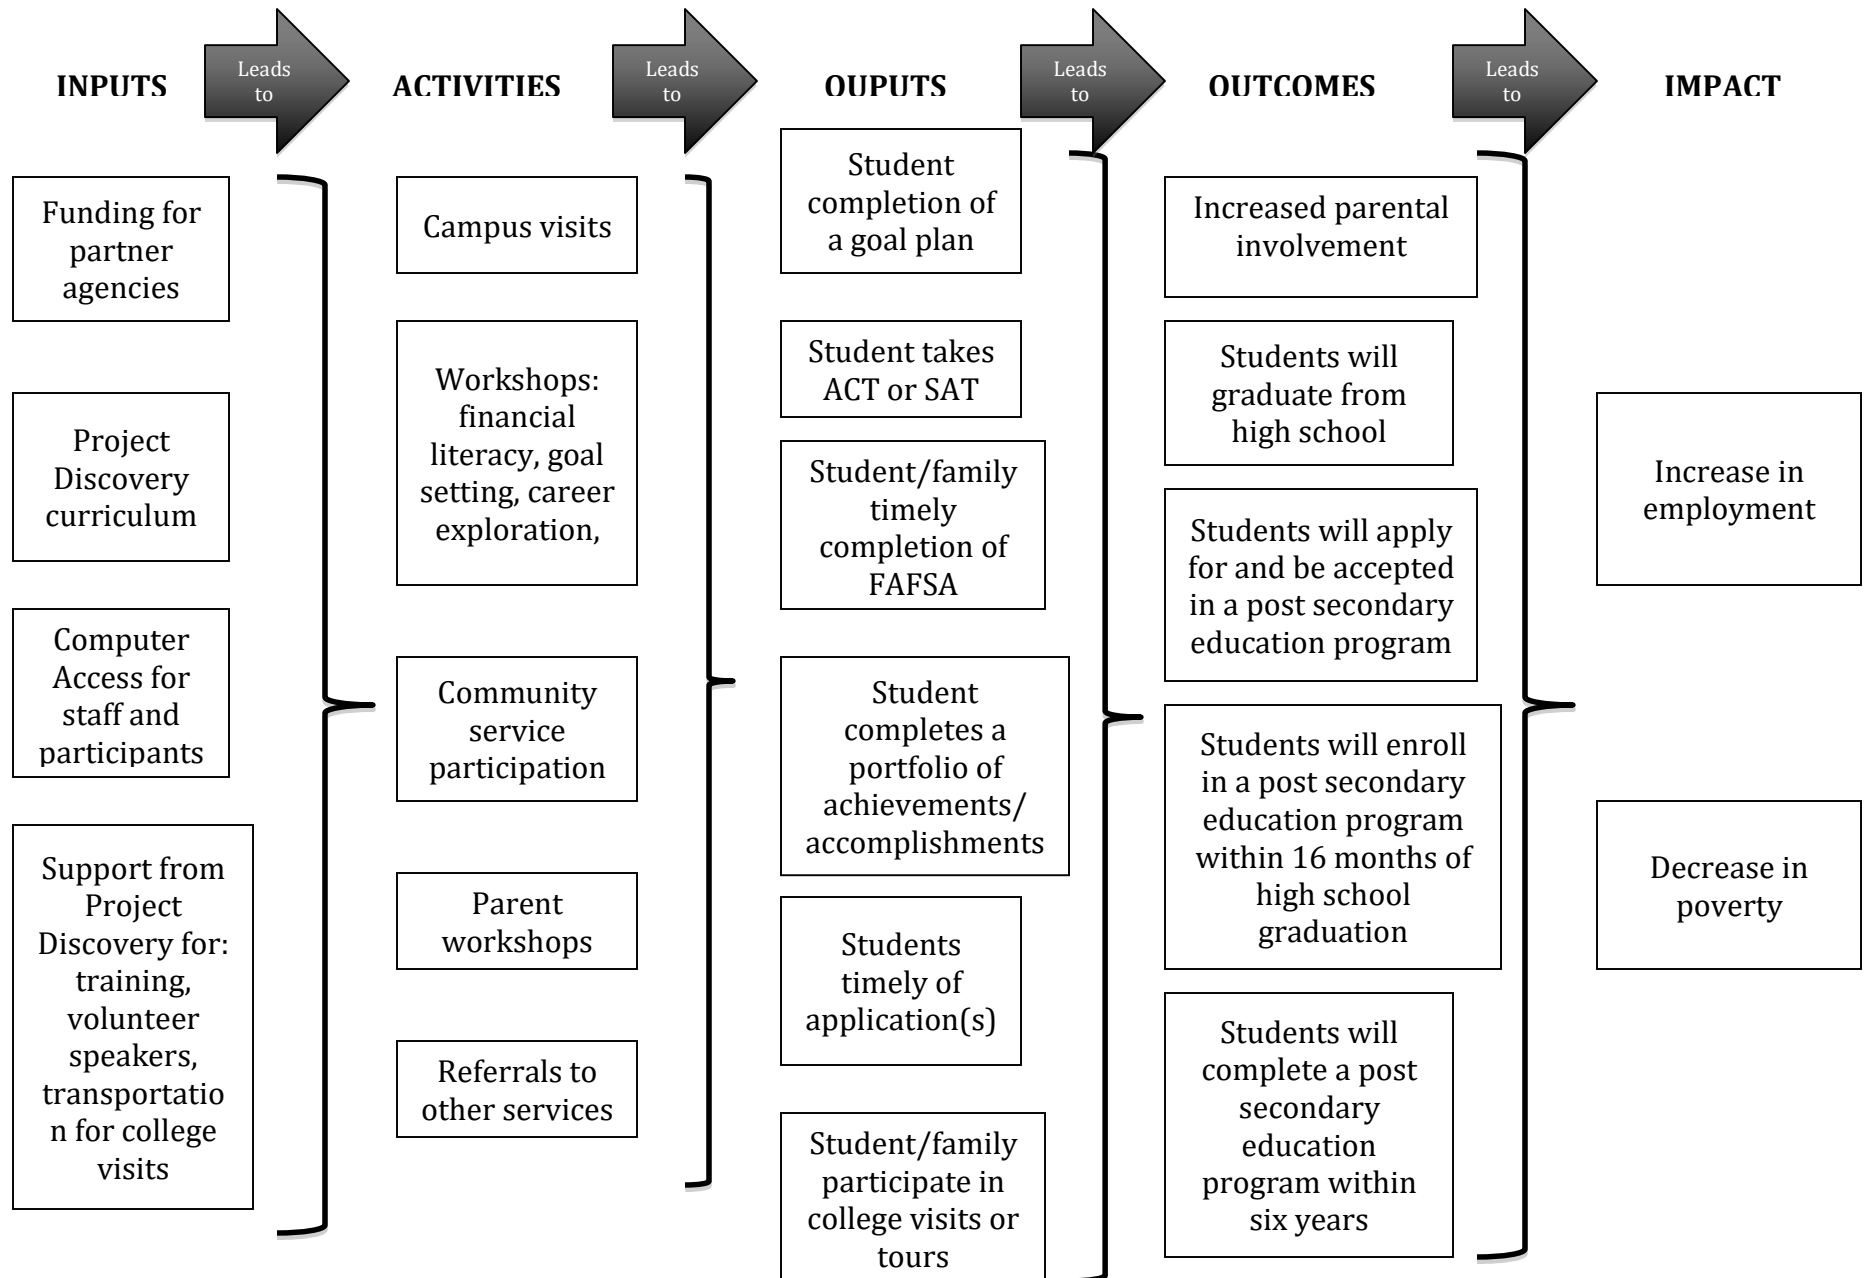 INPUTS
Leads
to
ACTIVITIES
Leads
to
OUPUTS
Leads
to
OUTCOMES
Leads
to
IMPACT
Funding for
partner
agencies
Project
Discovery
curriculum
Computer
Access for
staff and
participants
Support from
Project
Discovery for:
training,
volunteer
speakers,
transportatio
n for college
visits
Campus visits
Workshops:
financial
literacy, goal
setting, career
exploration,
Community
service
participation
Parent
workshops
Referrals to
other services
Student
completion of
a goal plan
Student takes
ACT or SAT
Student/family
timely
completion of
FAFSA
Student
completes a
portfolio of
achievements/
accomplishments
Students
timely of
application(s)
Student/family
participate in
college visits or
tours
Increased parental
involvement
Students will
graduate from
high school
Students will apply
for and be accepted
in a post secondary
education program
Students will enroll
in a post secondary
education program
within 16 months of
high school
graduation
Students will
complete a post
secondary
education
program within
six years
Increase in
employment
Decrease in
poverty